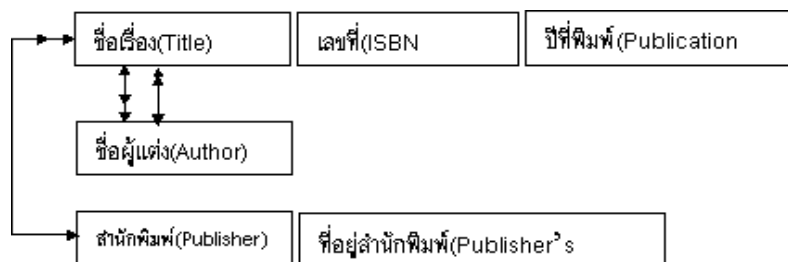 ชื่อเรื่อง(Title) เลขที่(ISBN ปีที่พิมพ์(Publication
ชื่อผู้แต่ง(Author)
สำนักพิมพ์(Publisher) ที่อยู่สำนักพิมพ์(Publisher's